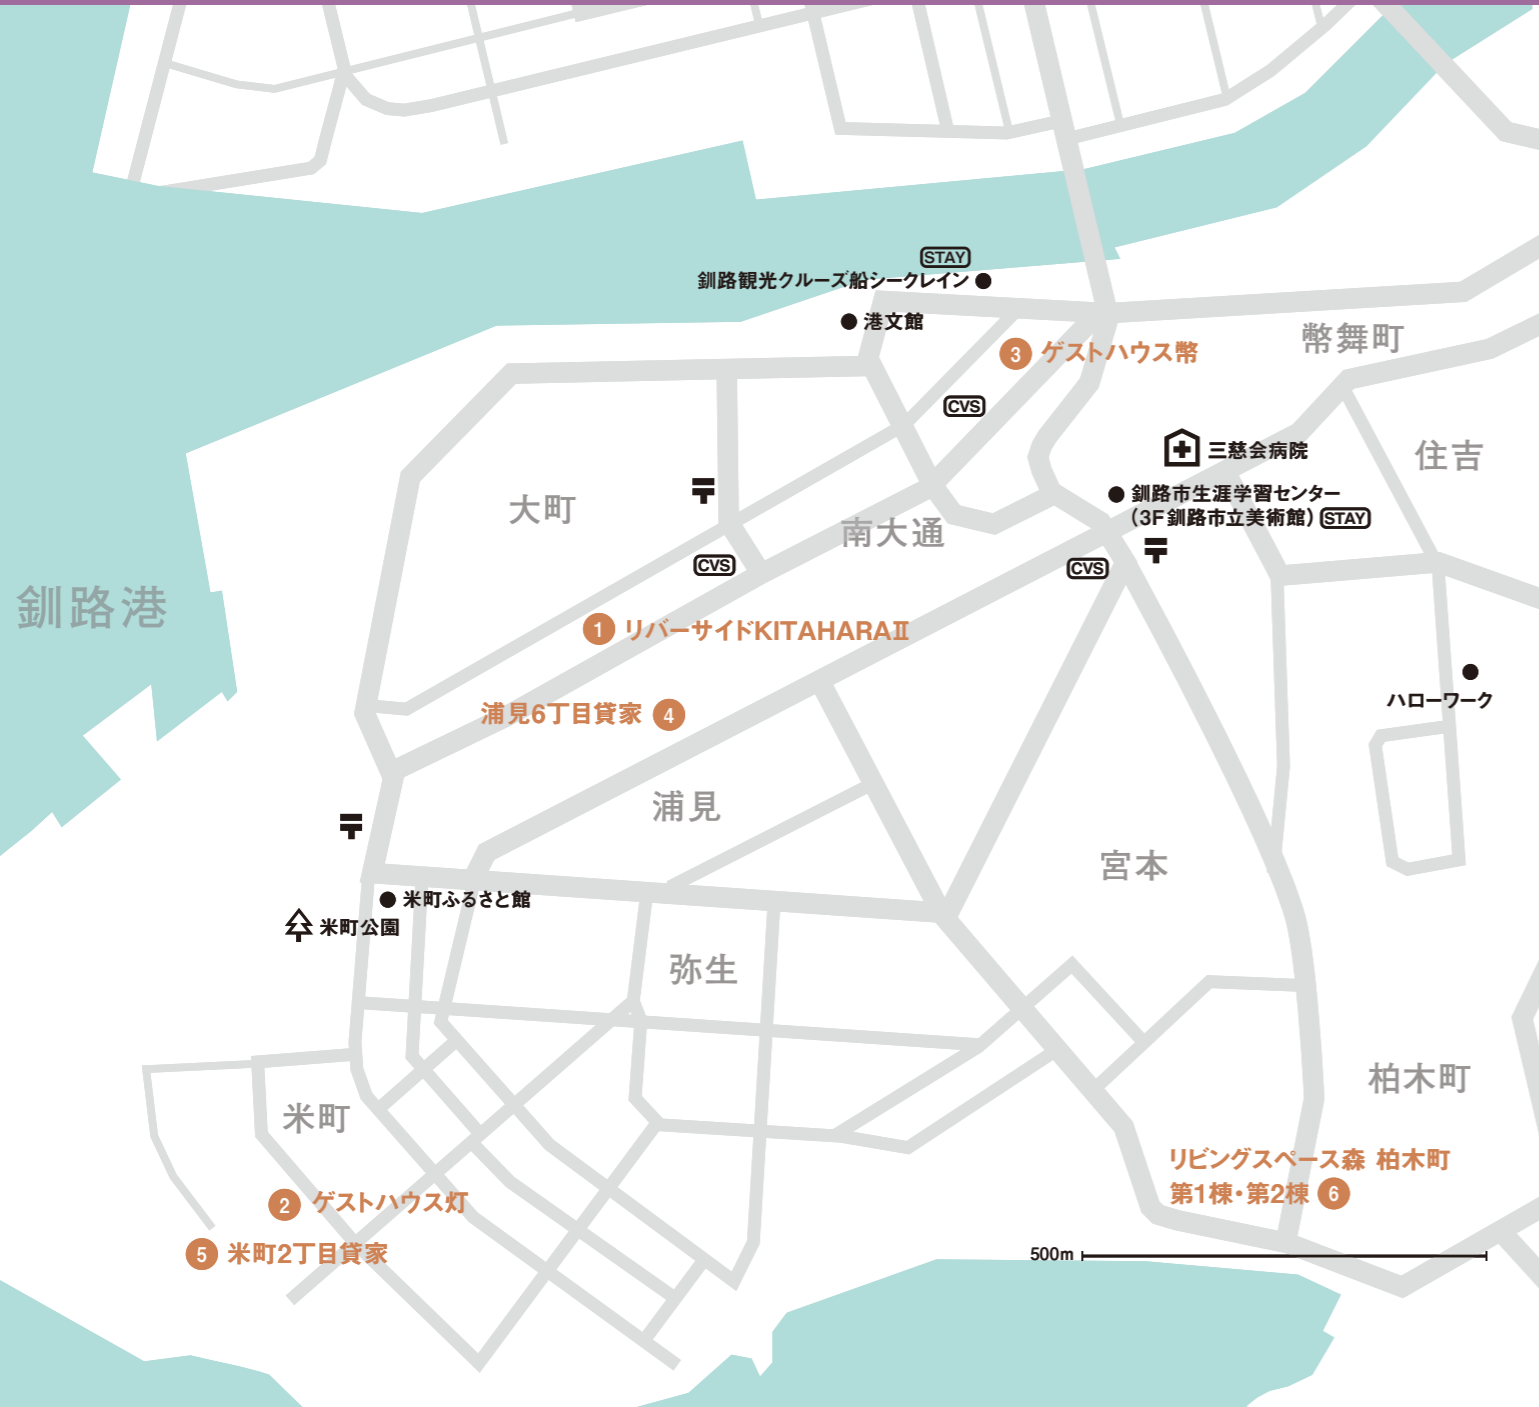 STAY
釧路観光クルーズ船シークレイン
港文館
3 ゲストハウス幣
幣舞町
CVS
三慈会病院
住吉
釧路市生涯学習センター
(3F釧路市立美術館) STAY
大町
南大通
CVS
CVS
釧路港
1 リバーサイドKITAHARAⅡ
ハローワーク
浦見6丁目貸家 4
浦見
宮本
米町ふるさと館
米町公園
弥生
柏木町
米町
リビングスペース森 柏木町
第1棟・第2棟 6
2 ゲストハウス灯
5 米町2丁目貸家
500m